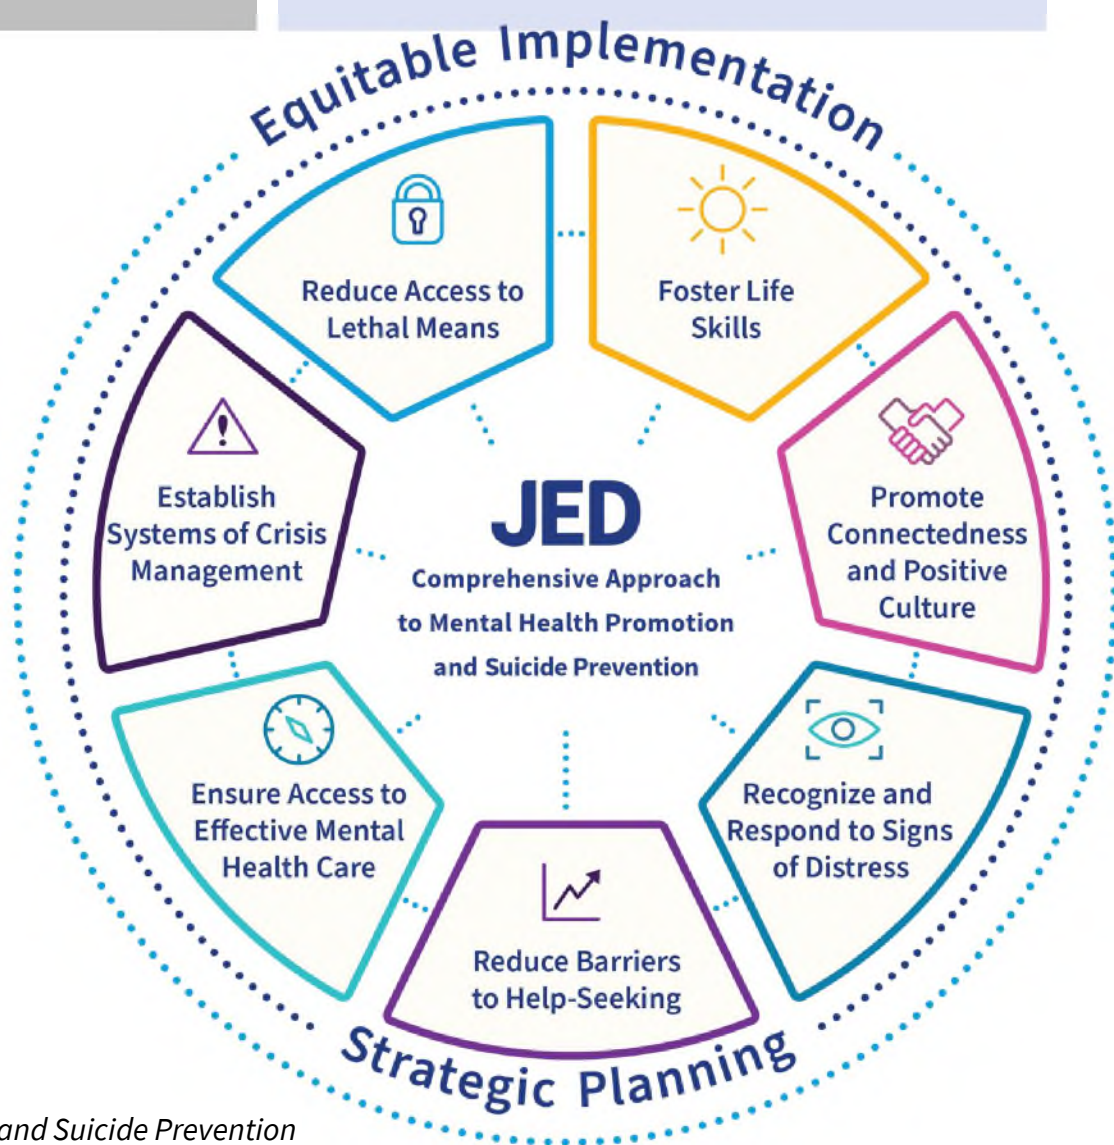 Equitable Implementation
Reduce Access to
Lethal Means
Foster Life
Skills
Establish
Systems of Crisis
Management
Promote
Connectedness
and Positive
Culture
JED
Comprehensive Approach
to Mental Health Promotion
and Suicide Prevention
Ensure Access to
Effective Mental
Health Care
Recognize and
Respond to Signs
of Distress
Reduce Barriers
to Help-Seeking
Strategic Planning
and Suicide Prevention